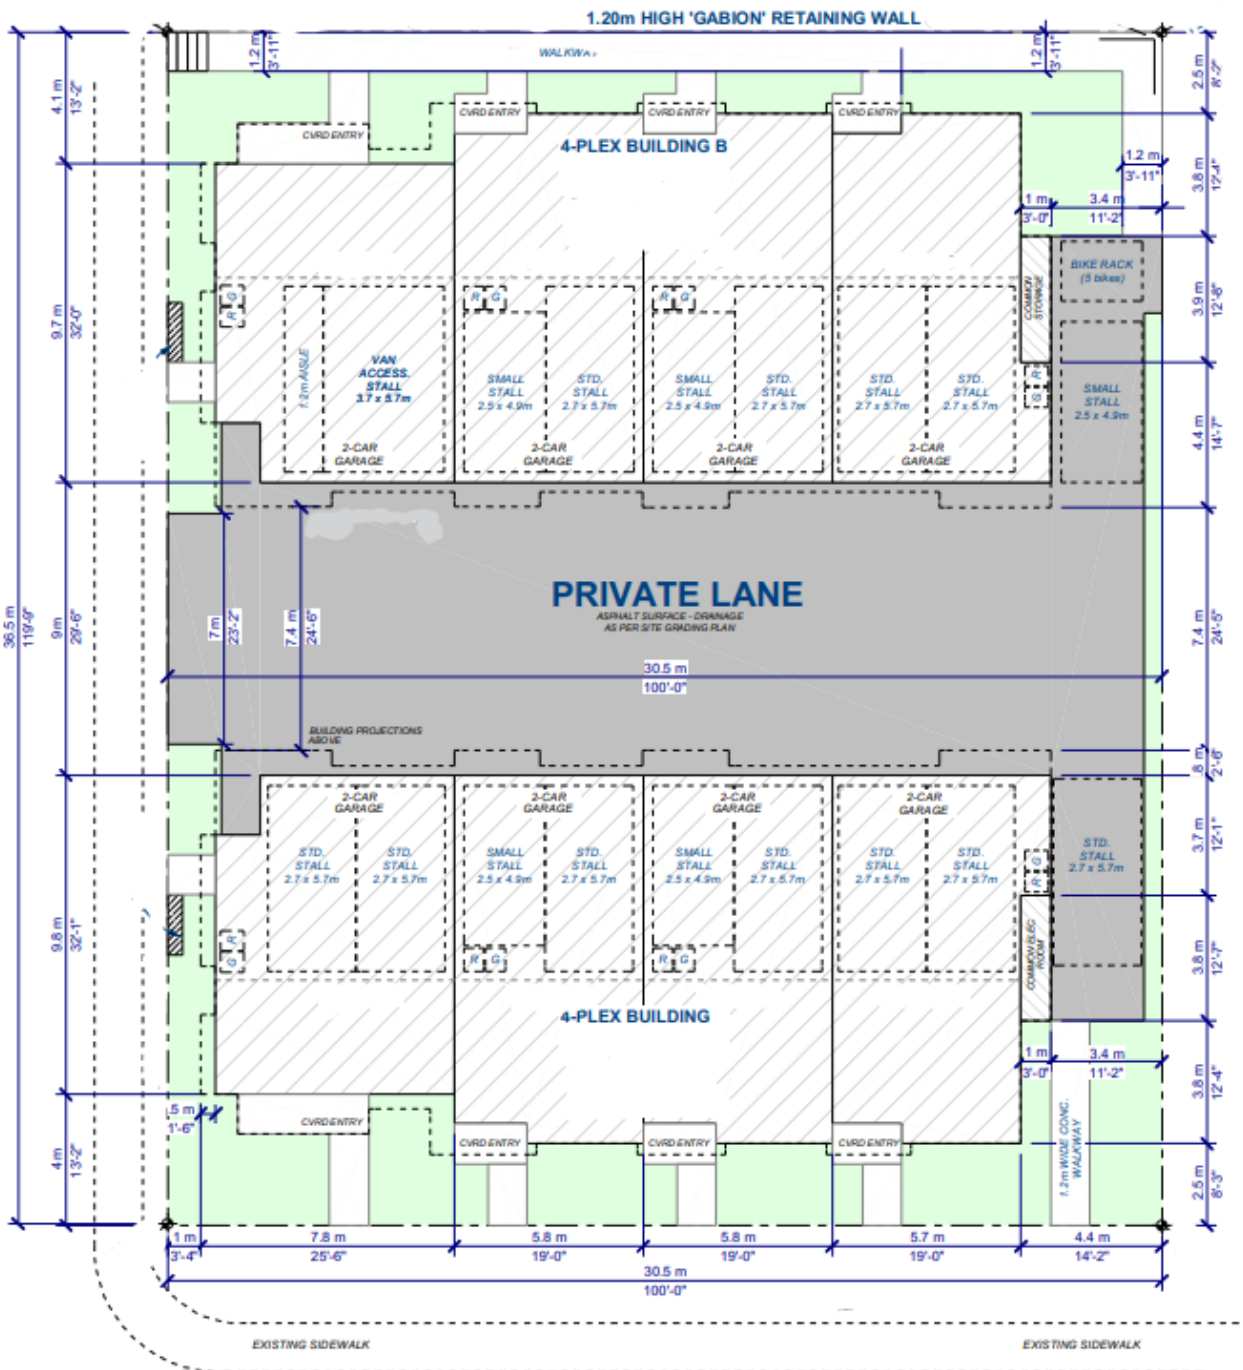 1.20m HIGH 'GABION' RETAINING WALL
1.2 m
3'-11"
WALKWAY
1.2 m
3'-11"
4.1 m
13'-2"
2.5 m
8'-2"
CVRD ENTRY
CVRD ENTRY
CVRD ENTRY
CVRD ENTRY
4-PLEX BUILDING B
1.2 m
3'-11"
3.8 m
12'-4"
1 m
3'-0"
3.4 m
11'-2"
BIKE RACK
(5 bikes)
COMMON
STORAGE
3.9 m
12'-8"
G
R
R G
R G
9.7 m
32'-0"
1.2m AISLE
VAN
ACCESS.
STALL
3.7 x 5.7m
SMALL
STALL
2.5 x 4.9m
STD.
STALL
2.7 x 5.7m
SMALL
STALL
2.5 x 4.9m
STD.
STALL
2.7 x 5.7m
STD.
STALL
2.7 x 5.7m
STD.
STALL
2.7 x 5.7m
R
G
SMALL
STALL
2.5 x 4.9m
4.4 m
14'-7"
2-CAR
GARAGE
2-CAR
GARAGE
2-CAR
GARAGE
2-CAR
GARAGE
36.5 m
119'-9"
9m
29'-6"
7m
23'-2"
7.4 m
24'-6"
PRIVATE LANE
ASPHALT SURFACE - DRAINAGE
AS PER SITE GRADING PLAN
7.4 m
24'-5"
30.5 m
100'-0"
BUILDING PROJECTIONS
ABOVE
.8 m
2'-6"
2-CAR
GARAGE
2-CAR
GARAGE
2-CAR
GARAGE
2-CAR
GARAGE
STD.
STALL
2.7 x 5.7m
STD.
STALL
2.7 x 5.7m
SMALL
STALL
2.5 x 4.9m
STD.
STALL
2.7 x 5.7m
SMALL
STALL
2.5 x 4.9m
STD.
STALL
2.7 x 5.7m
STD.
STALL
2.7 x 5.7m
STD.
STALL
2.7 x 5.7m
G
R
STD.
STALL
2.7 x 5.7m
3.7 m
12'-1"
9.8 m
32'-1"
R
G
R G
R G
COMMON ELEC
ROOM
3.8 m
12'-7"
4-PLEX BUILDING
1 m
3'-0"
3.4 m
11'-2"
3.8 m
12'-4"
.5 m
1'-6"
CVRD ENTRY
CVRD ENTRY
CVRD ENTRY
CVRD ENTRY
1.2m WIDE CONC.
WALKWAY
4m
13'-2"
2.5 m
8'-3"
1 m
3'-4"
7.8 m
25'-6"
5.8 m
19'-0"
5.8 m
19'-0"
5.7 m
19'-0"
4.4 m
14'-2"
30.5 m
100'-0"
EXISTING SIDEWALK
EXISTING SIDEWALK